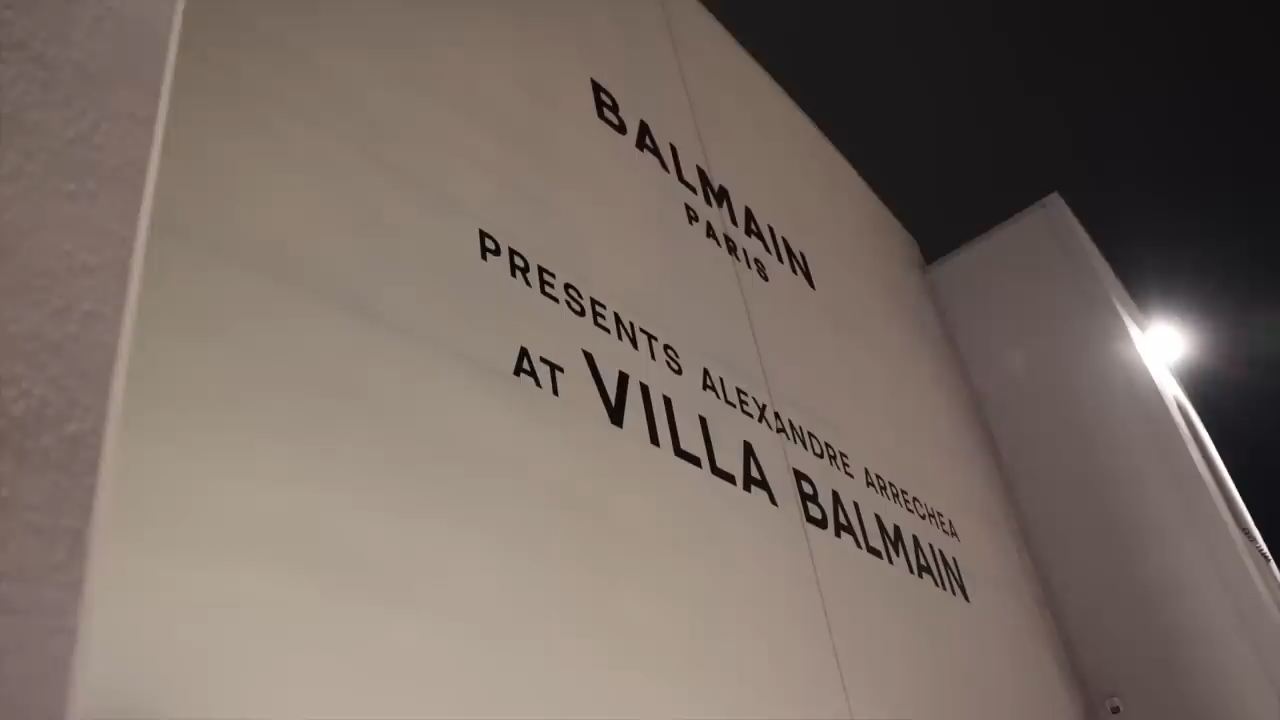 BALMAIN
PARIS
PRESENTS ALEXANDRE ARRECHEA
AT VILLA BALMAIN